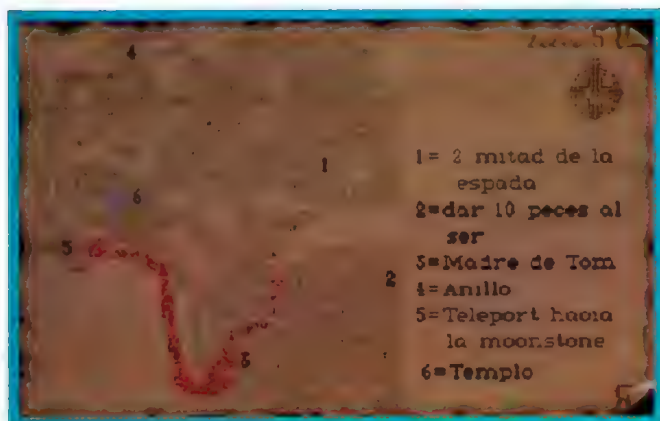 4
1
6
5
2
3
1= 2 mitad de la
espada
2=dar 10 peces al
ser
3=Madre de Tom
4=Anillo
5=Teleport hacia
la moonstone
6=Templo